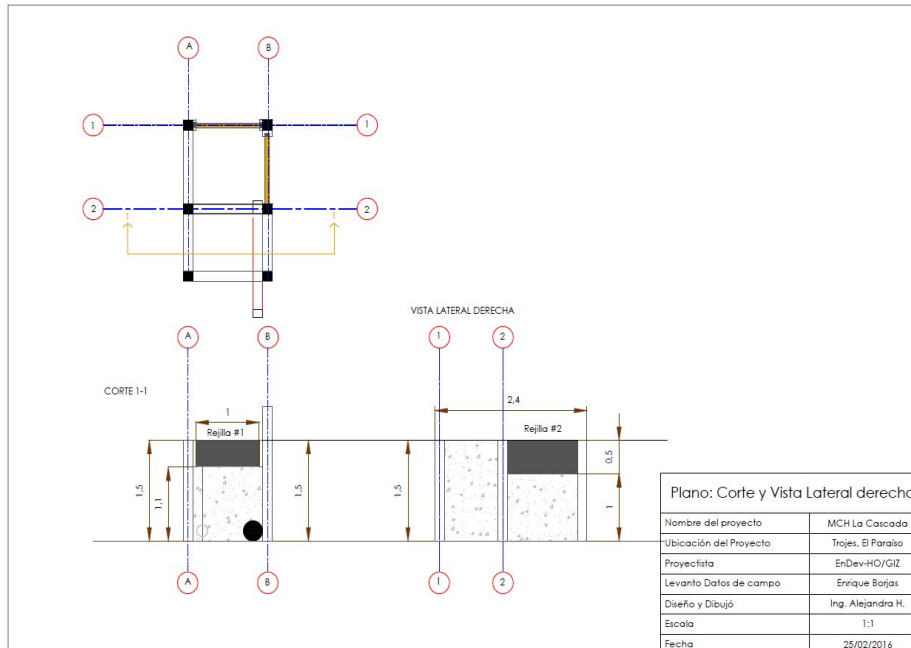 A B
1 1
2 2
VISTA LATERAL DERECHA
A B 1 2
CORTE 1-1
2,4
1
Rejilla #1 Rejilla #2
1,5 1,1 1,5 1,5 0,5 1
A B 1 2
Plano: Corte y Vista Lateral derecha
Nombre del proyecto MCH La Cascada
Ubicación del Proyecto Trojes, El Paraíso
Proyectista EnDev-HO/GIZ
Levanto Datos de campo Enrique Borjas
Diseño y Dibujó Ing. Alejandra H.
Escala 1:1
Fecha 25/02/2016